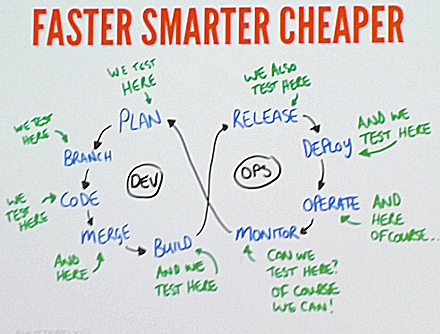 FASTER SMARTER CHEAPER
WE TEST
HERE
WE ALSO
TEST HERE
PLAN
RELEASE
WE TEST
HERE
AND WE
TEST HERE
BRANCH
DEPLOY
DEV
OPS
WE
TEST
HERE
CODE
OPERATE
AND
HERE
OF COURSE...
MERGE
BUILD
MONITOR
AND
HERE
AND WE
TEST HERE
CAN WE
TEST HERE?
OF COURSE
WE CAN!